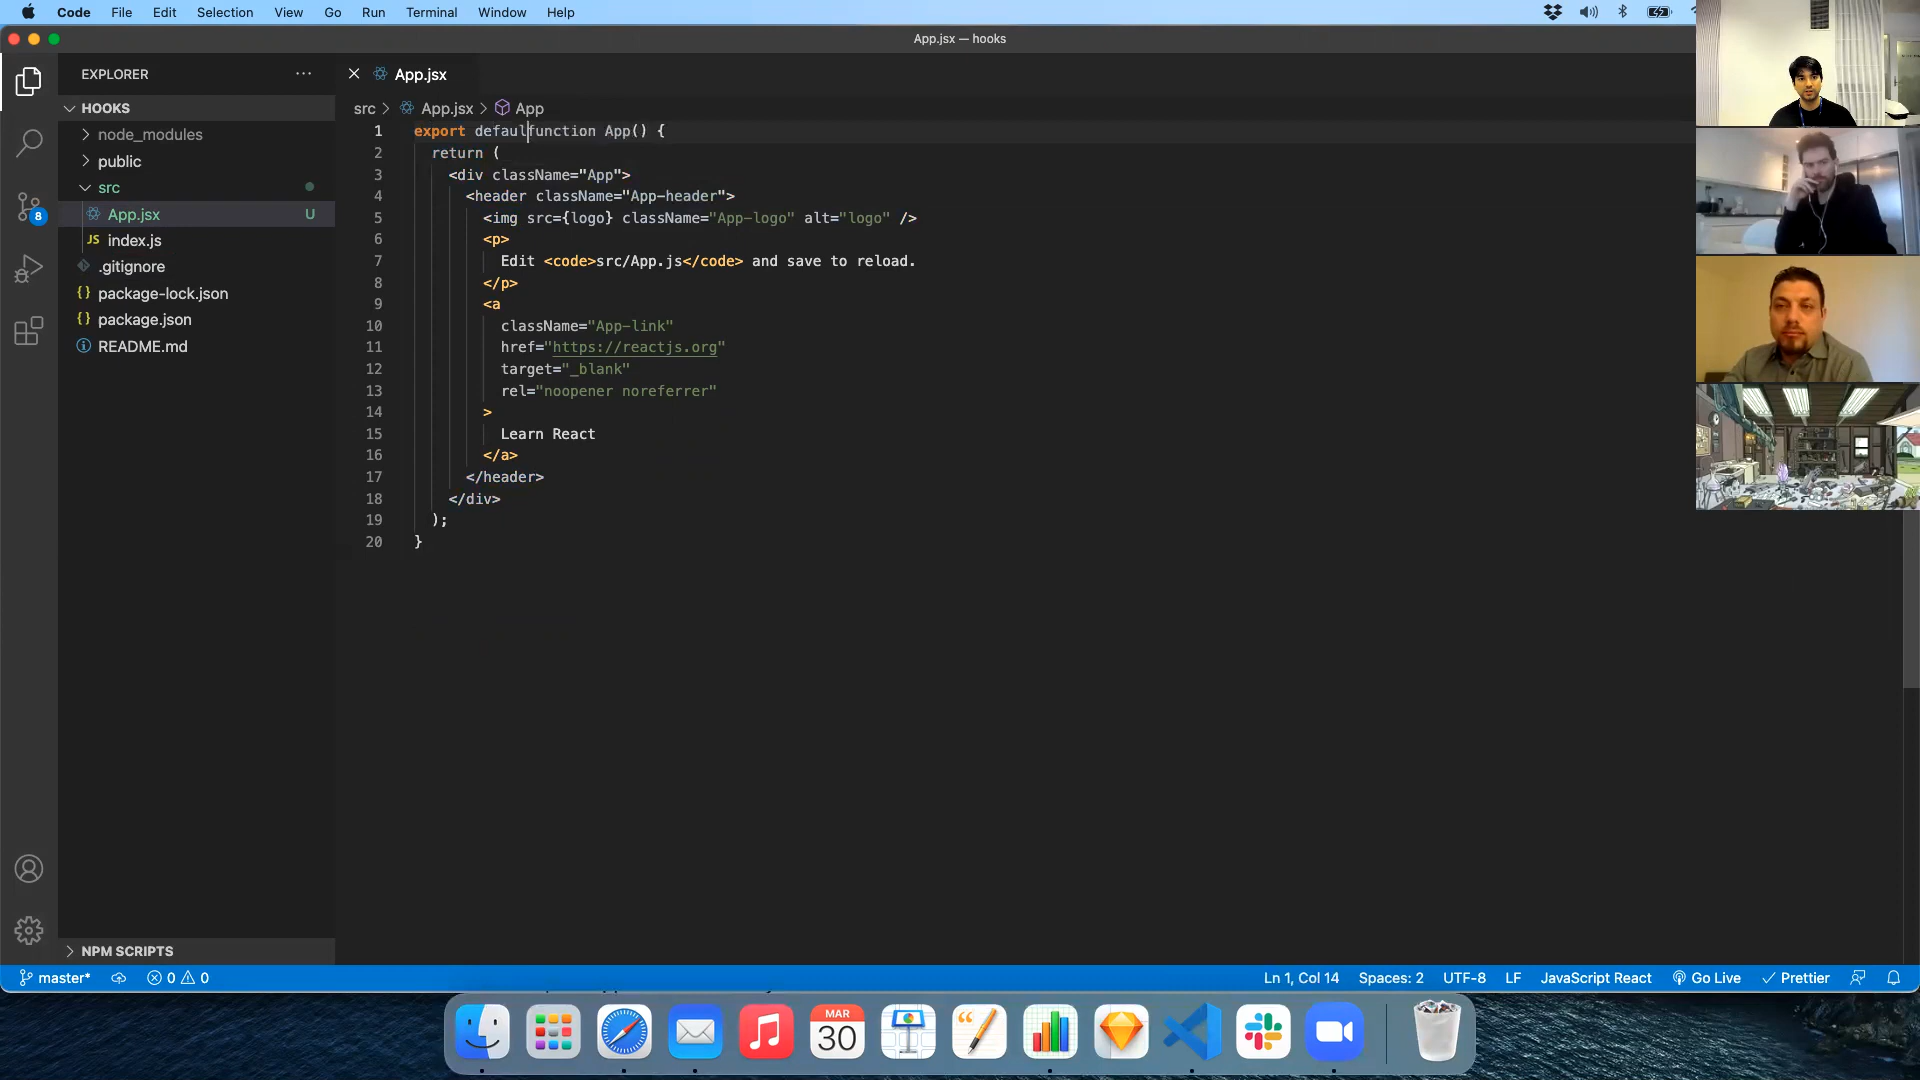 Code File Edit Selection View Go Run Terminal Window Help
App.jsx — hooks
EXPLORER
App.jsx
HOOKS
src > App.jsx > App
node_modules
public
src
App.jsx U
index.js
.gitignore
package-lock.json
package.json
README.md
8
1 export defaulfunction App() {
2 return (
3 <div className="App">
4 <header className="App-header">
5 <img src={logo} className="App-logo" alt="logo" />
6 <p>
7 Edit <code>src/App.js</code> and save to reload.
8 </p>
9 <a
10 className="App-link"
11 href="https://reactjs.org"
12 target="_blank"
13 rel="noopener noreferrer"
14 >
15 Learn React
16 </a>
17 </header>
18 </div>
19 );
20 }
NPM SCRIPTS
master* 0 0 Ln 1, Col 14 Spaces: 2 UTF-8 LF JavaScript React Go Live Prettier
MAR
30